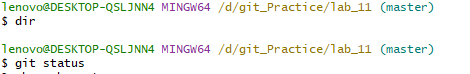 lenovo@DESKTOP-QSLJNN4 MINGW64 /d/git_Practice/lab_11 (master)
$ dir
lenovo@DESKTOP-QSLJNN4 MINGW64 /d/git_Practice/lab_11 (master)
$ git status